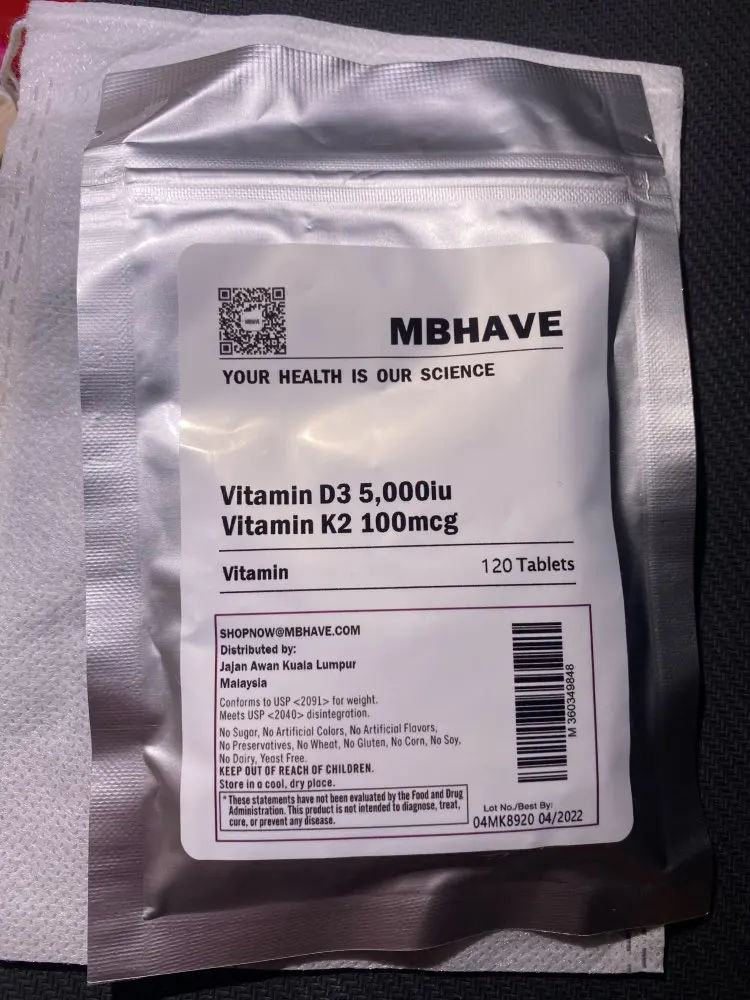 MBHAVE
YOUR HEALTH IS OUR SCIENCE
Vitamin D3 5,000iu
Vitamin K2 100mcg
Vitamin 120 Tablets
SHOPNOW@MBHAVE.COM
Distributed by:
Jajan Awan Kuala Lumpur
Malaysia
Conforms to USP <2091> for weight.
Meets USP <2040> disintegration.
No Sugar, No Artificial Colors, No Artificial Flavors,
No Preservatives, No Wheat, No Gluten, No Corn, No Soy,
No Dairy, Yeast Free.
KEEP OUT OF REACH OF CHILDREN.
Store in a cool, dry place.
* These statements have not been evaluated by the Food and Drug
Administration. This product is not intended to diagnose, treat,
cure, or prevent any disease.
M 360349848
Lot No./Best By:
04MK8920 04/2022